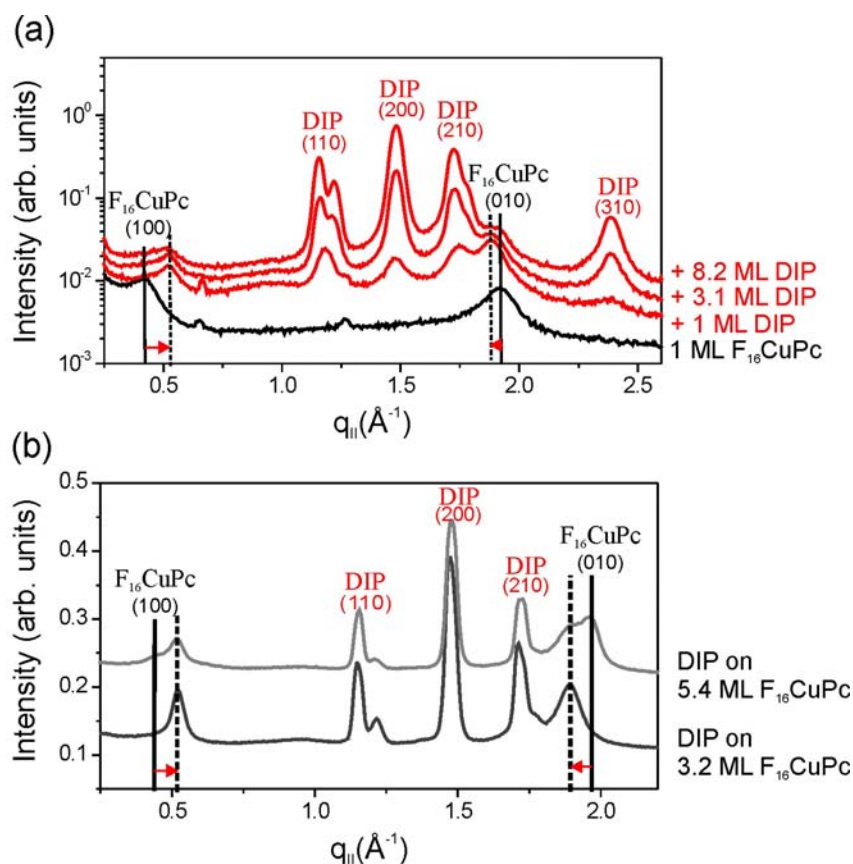 (a)
Intensity (arb. units)
10⁰
10⁻¹
10⁻²
10⁻³
F₁₆CuPc
(100)
DIP
(110)
DIP
(200)
DIP
(210)
F₁₆CuPc
(010)
DIP
(310)
+ 8.2 ML DIP
+ 3.1 ML DIP
+ 1 ML DIP
1 ML F₁₆CuPc
0.5 1.0 1.5 2.0 2.5
q_II(Å⁻¹)
(b)
Intensity (arb. units)
0.5
0.4
0.3
0.2
0.1
F₁₆CuPc
(100)
DIP
(110)
DIP
(200)
DIP
(210)
F₁₆CuPc
(010)
DIP on
5.4 ML F₁₆CuPc
DIP on
3.2 ML F₁₆CuPc
0.5 1.0 1.5 2.0
q_II(Å⁻¹)